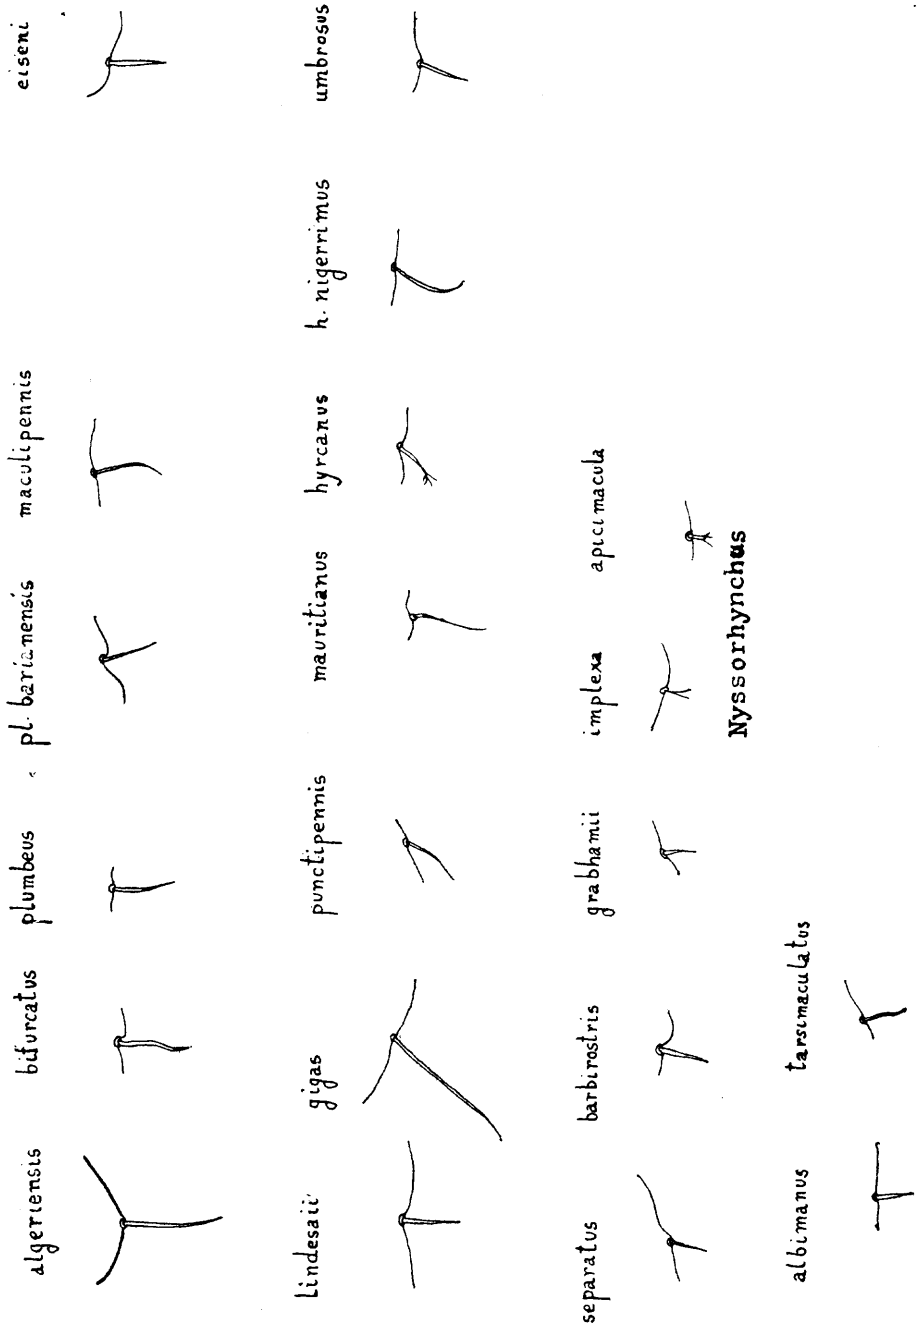 algeriensis bifurcatus plumbeus pl. barianensis maculipennis eiseni
Lindesaii gigas punctipennis mauritianus hyrcanus h. nigerrimus umbrosus
separatus barbirostris grabhamii implexa apicimacula
Nyssorhynchus
albimanus tarsimaculatus